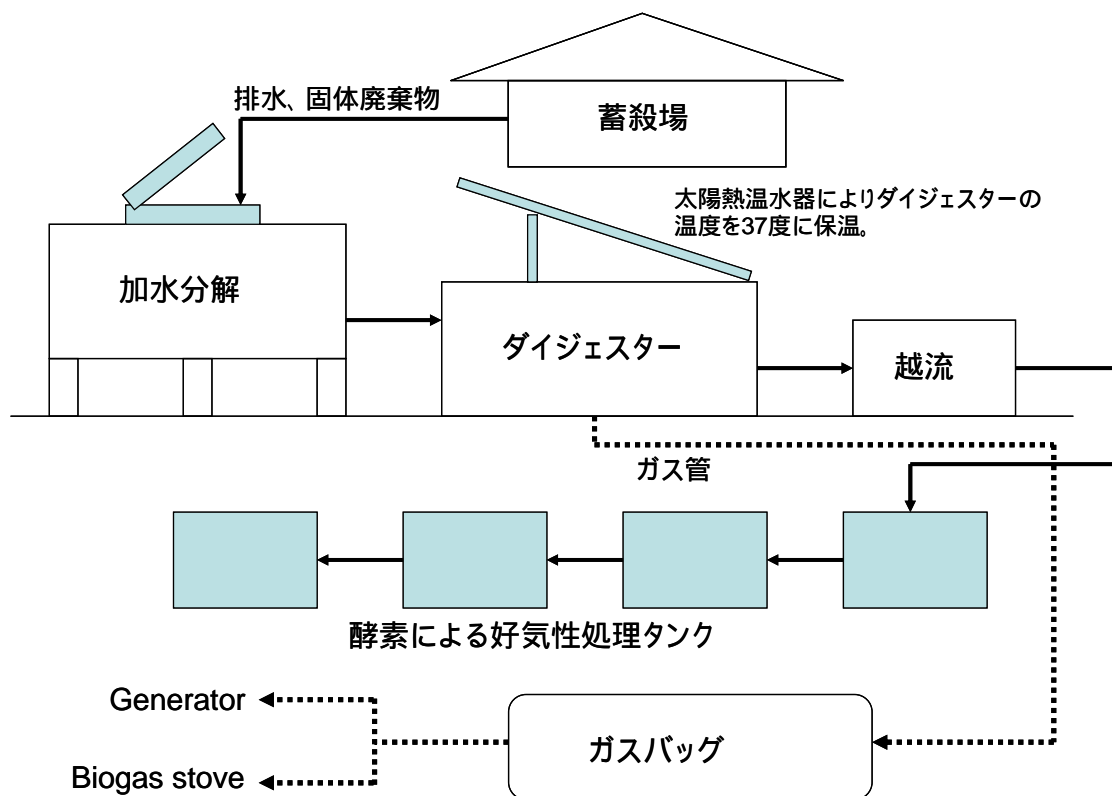 排水、固体廃棄物
蓄殺場
太陽熱温水器によりダイジェスターの
温度を37度に保温。
加水分解
ダイジェスター
越流
ガス管
酵素による好気性処理タンク
Generator
ガスバッグ
Biogas stove